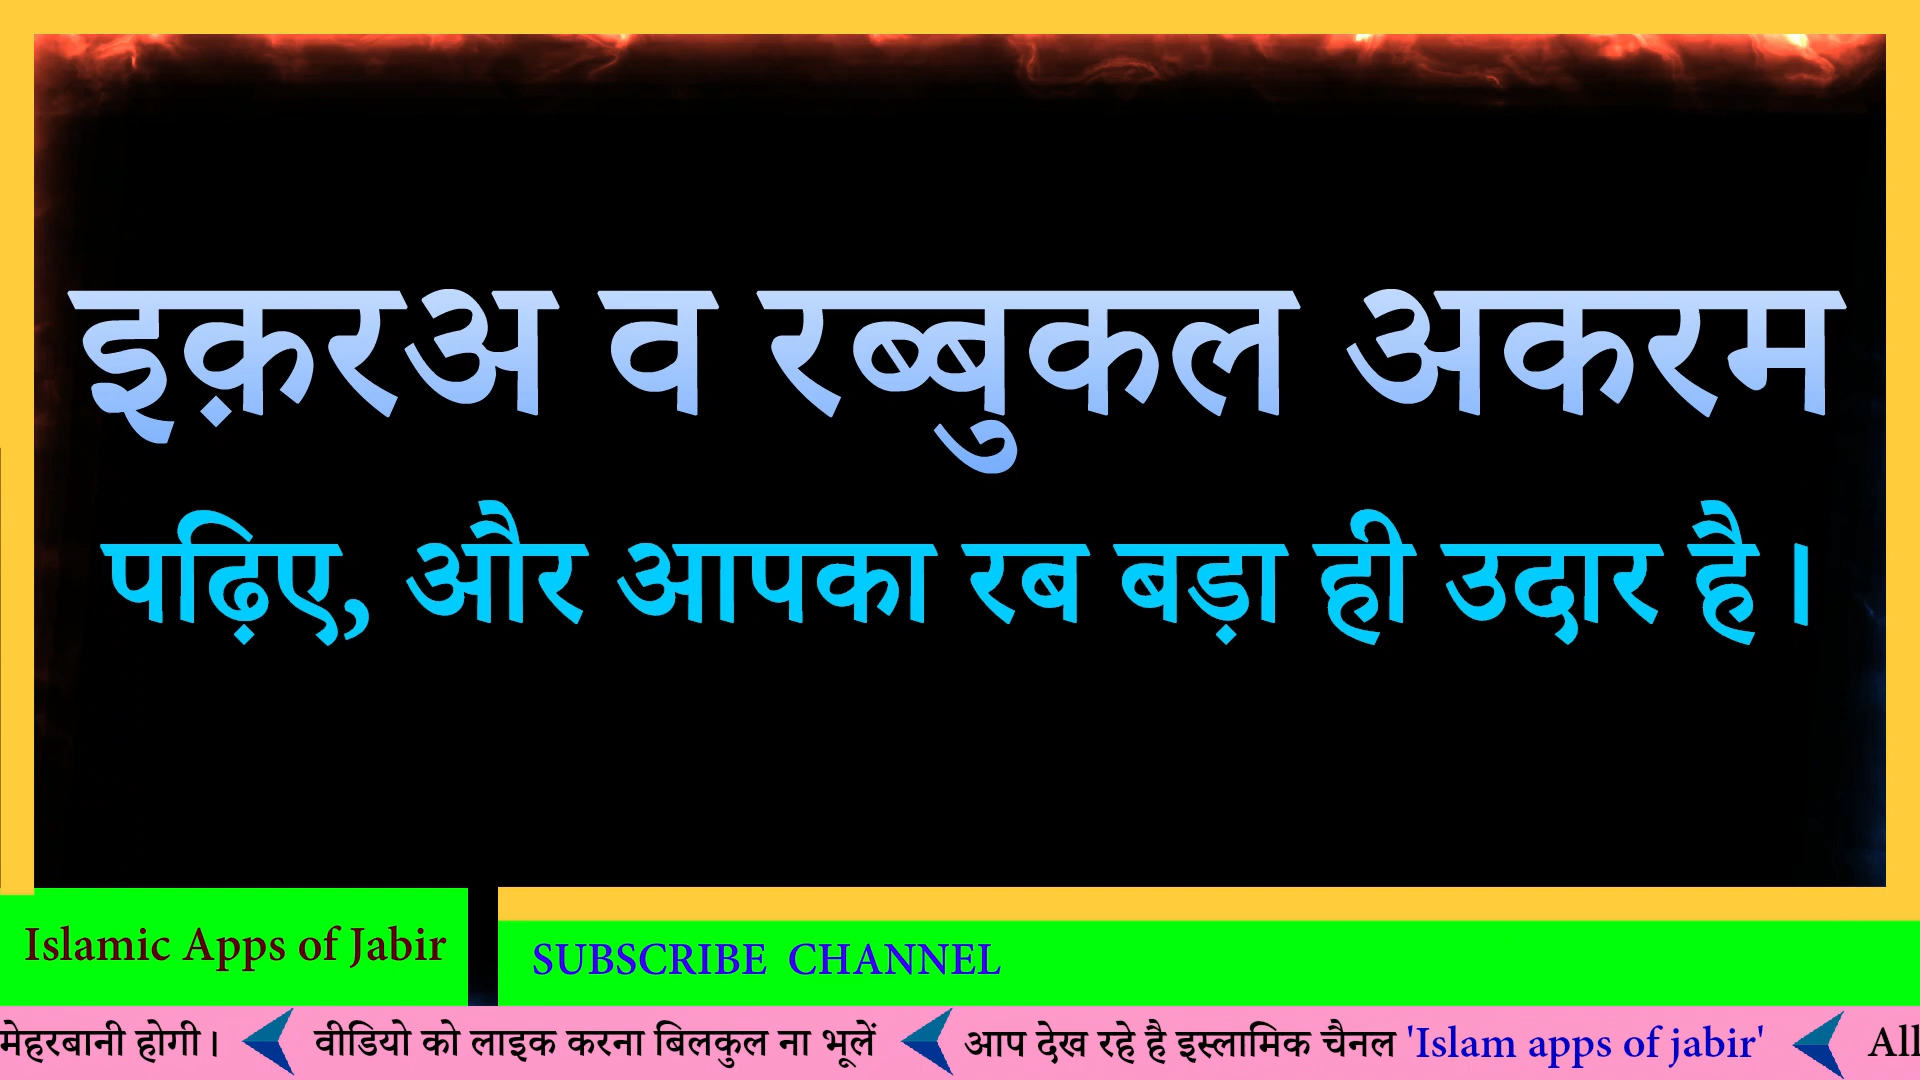 इक़रअ व रब्बुकल अकरम
पढ़िए, और आपका रब बड़ा ही उदार है।
Islamic Apps of Jabir
SUBSCRIBE CHANNEL
मेहरबानी होगी। वीडियो को लाइक करना बिलकुल ना भूलें आप देख रहे है इस्लामिक चैनल 'Islam apps of jabir' All